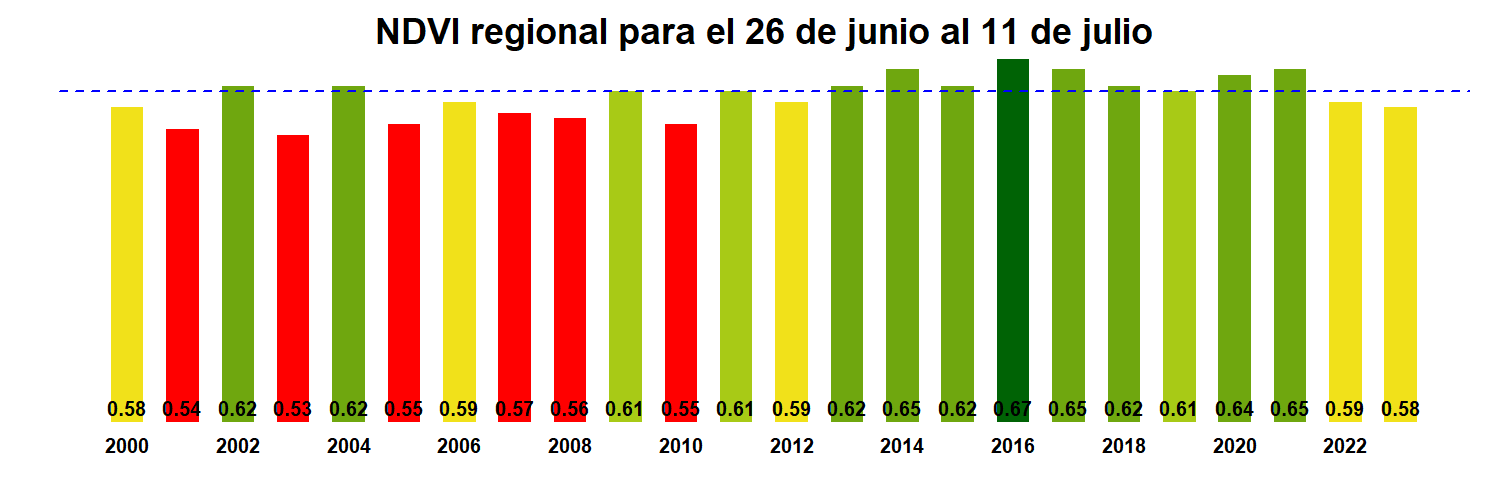 NDVI regional para el 26 de junio al 11 de julio
0.58 0.54 0.62 0.53 0.62 0.55 0.59 0.57 0.56 0.61 0.55 0.61 0.59 0.62 0.65 0.62 0.67 0.65 0.62 0.61 0.64 0.65 0.59 0.58
2000 2002 2004 2006 2008 2010 2012 2014 2016 2018 2020 2022